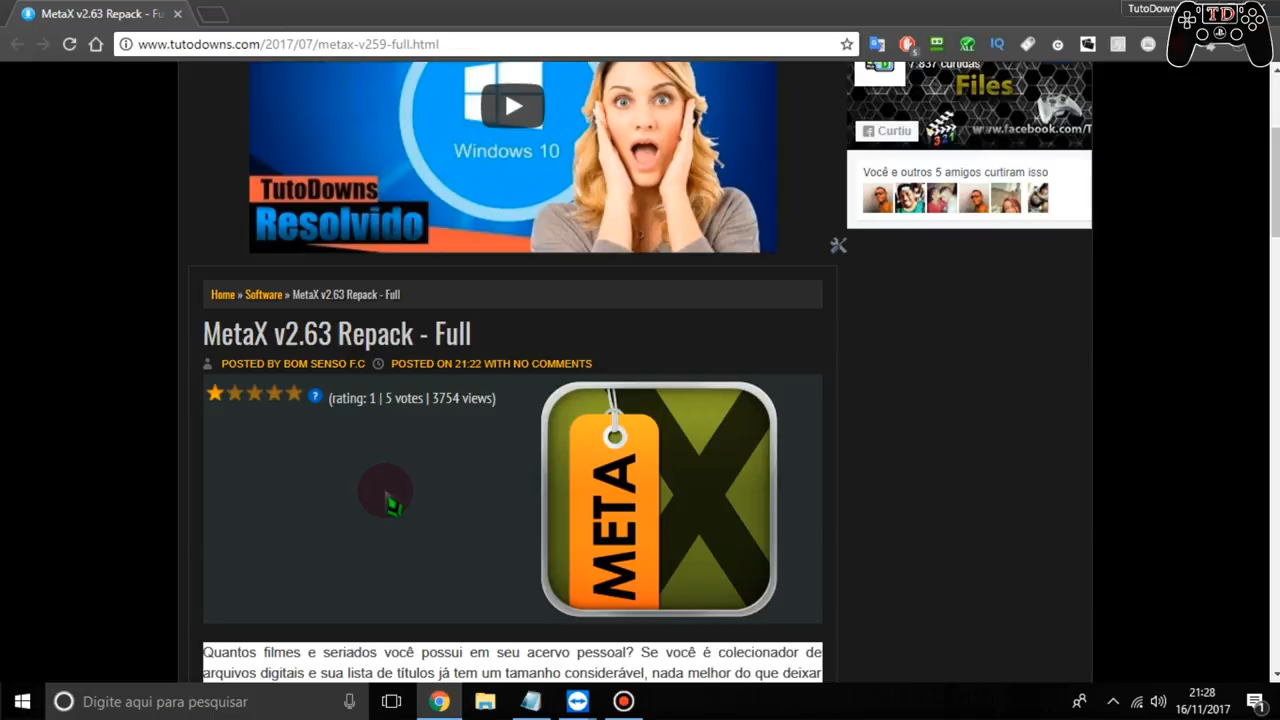 MetaX v2.63 Repack - Fu
TutoDowns
TD
www.tutodowns.com/2017/07/metax-v259-full.html
7.837 curtidas
Files
Windows 10
Curtiu
www.facebook.com/T
TutoDowns
Resolvido
Você e outros 5 amigos curtiram isso
Home » Software » MetaX v2.63 Repack - Full
MetaX v2.63 Repack - Full
POSTED BY BOM SENSO F.C POSTED ON 21:22 WITH NO COMMENTS
(rating: 1 | 5 votes | 3754 views)
META
X
Quantos filmes e seriados você possui em seu acervo pessoal? Se você é colecionador de
arquivos digitais e sua lista de títulos já tem um tamanho considerável, nada melhor do que deixar
Digite aqui para pesquisar
21:28
16/11/2017
1